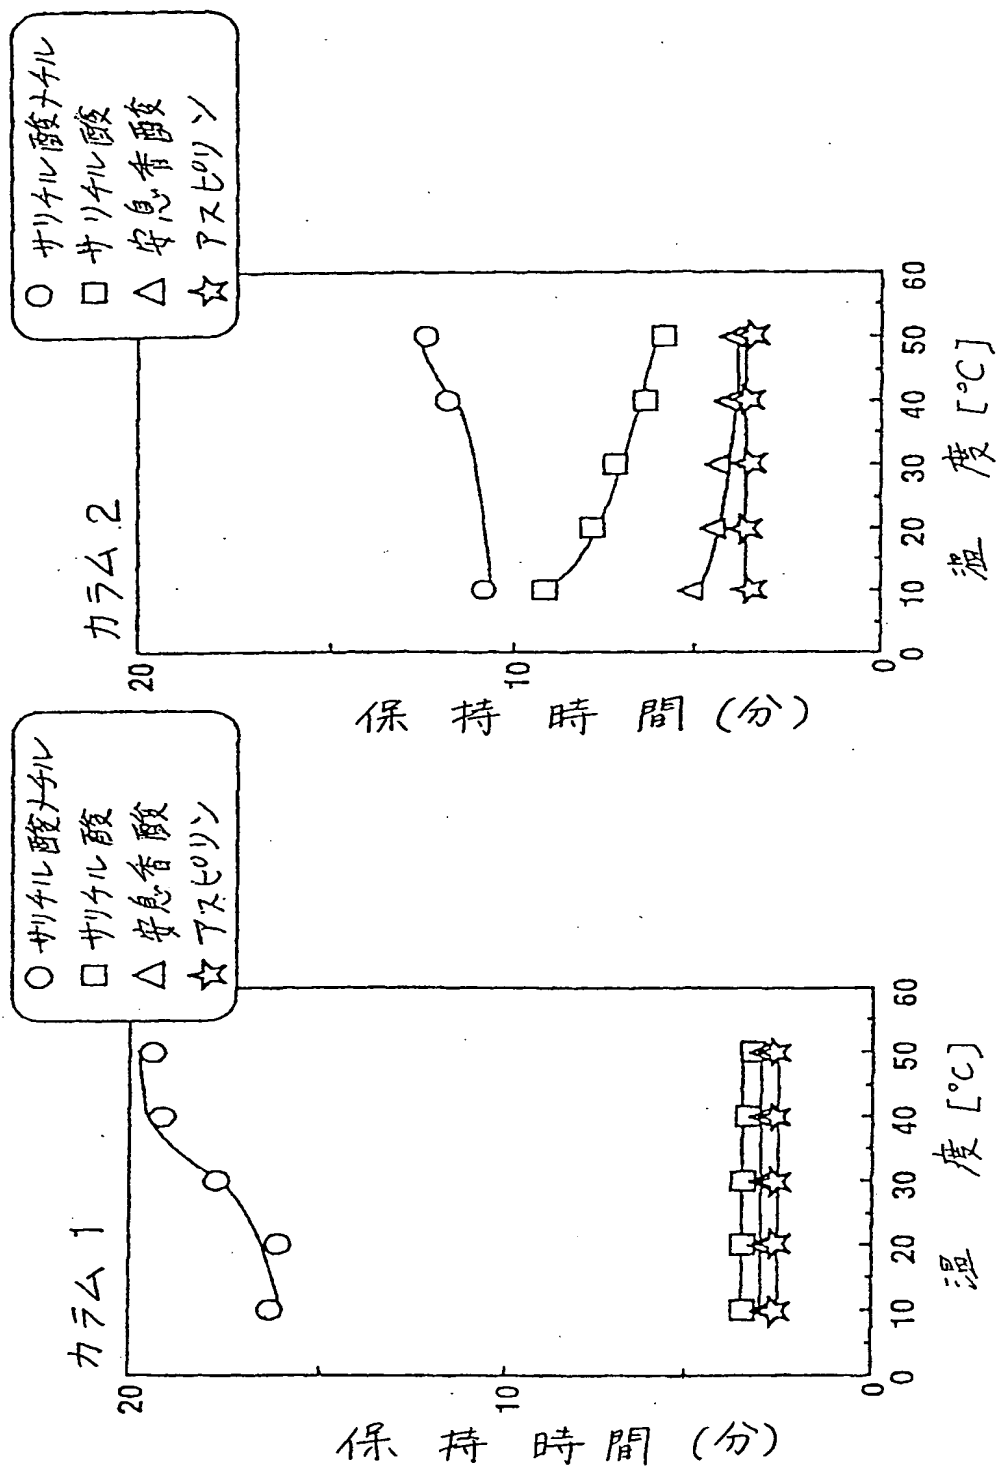 カラム 1
○ サリチル酸メチル
□ サリチル酸
△ 安息香酸
☆ アスピリン
保持時間 (分)
20
10
0
0 10 20 30 40 50 60
温度 [°C]
カラム 2
○ サリチル酸メチル
□ サリチル酸
△ 安息香酸
☆ アスピリン
保持時間 (分)
20
10
0
0 10 20 30 40 50 60
温度 [°C]